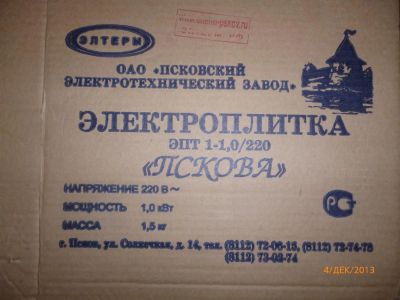 ЭЛТЕРМ
ОАО «ПСКОВСКИЙ
ЭЛЕКТРОТЕХНИЧЕСКИЙ ЗАВОД»
ЭЛЕКТРОПЛИТКА
ЭПТ 1-1,0/220
«ПСКОВА»
НАПРЯЖЕНИЕ 220 В ~
МОЩНОСТЬ 1,0 кВт
МАССА 1,5 кг
г. Псков, ул. Солнечная, д. 14, тел. (8112) 72-06-13, (8112) 72-74-78
(8112) 73-02-74
4/ДЕК/2013